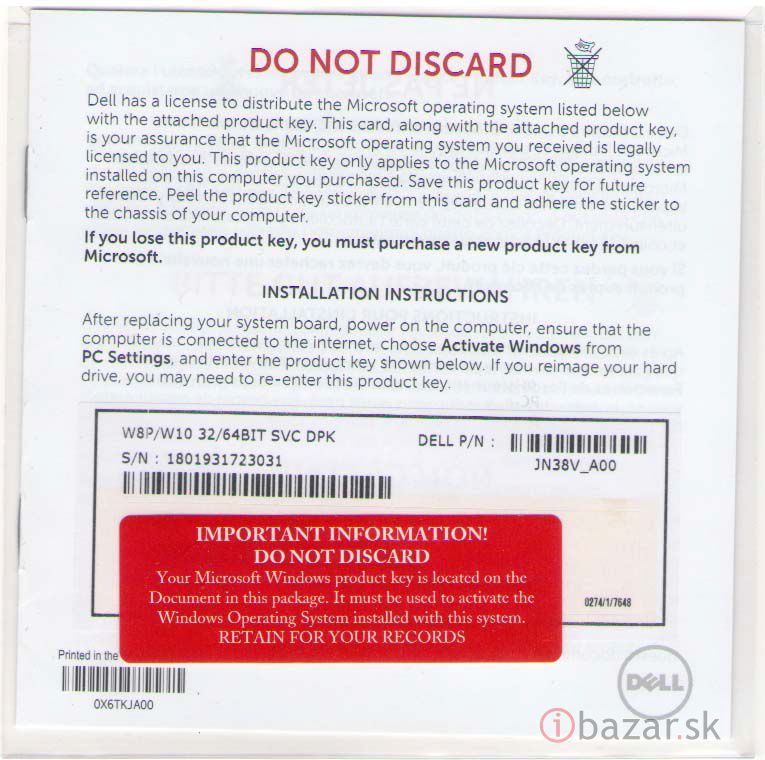 DO NOT DISCARD
Dell has a license to distribute the Microsoft operating system listed below
with the attached product key. This card, along with the attached product key,
is your assurance that the Microsoft operating system you received is legally
licensed to you. This product key only applies to the Microsoft operating system
installed on this computer you purchased. Save this product key for future
reference. Peel the product key sticker from this card and adhere the sticker to
the chassis of your computer.
If you lose this product key, you must purchase a new product key from
Microsoft.
INSTALLATION INSTRUCTIONS
After replacing your system board, power on the computer, ensure that the
computer is connected to the internet, choose Activate Windows from
PC Settings, and enter the product key shown below. If you reimage your hard
drive, you may need to re-enter this product key.
W8P/W10 32/64BIT SVC DPK DELL P/N :
S/N : 1801931723031 JN38V_A00
IMPORTANT INFORMATION!
DO NOT DISCARD
Your Microsoft Windows product key is located on the
Document in this package. It must be used to activate the
Windows Operating System installed with this system.
RETAIN FOR YOUR RECORDS
0274/1/7648
Printed in the
0X6TKJA00
DELL
ibazar.sk